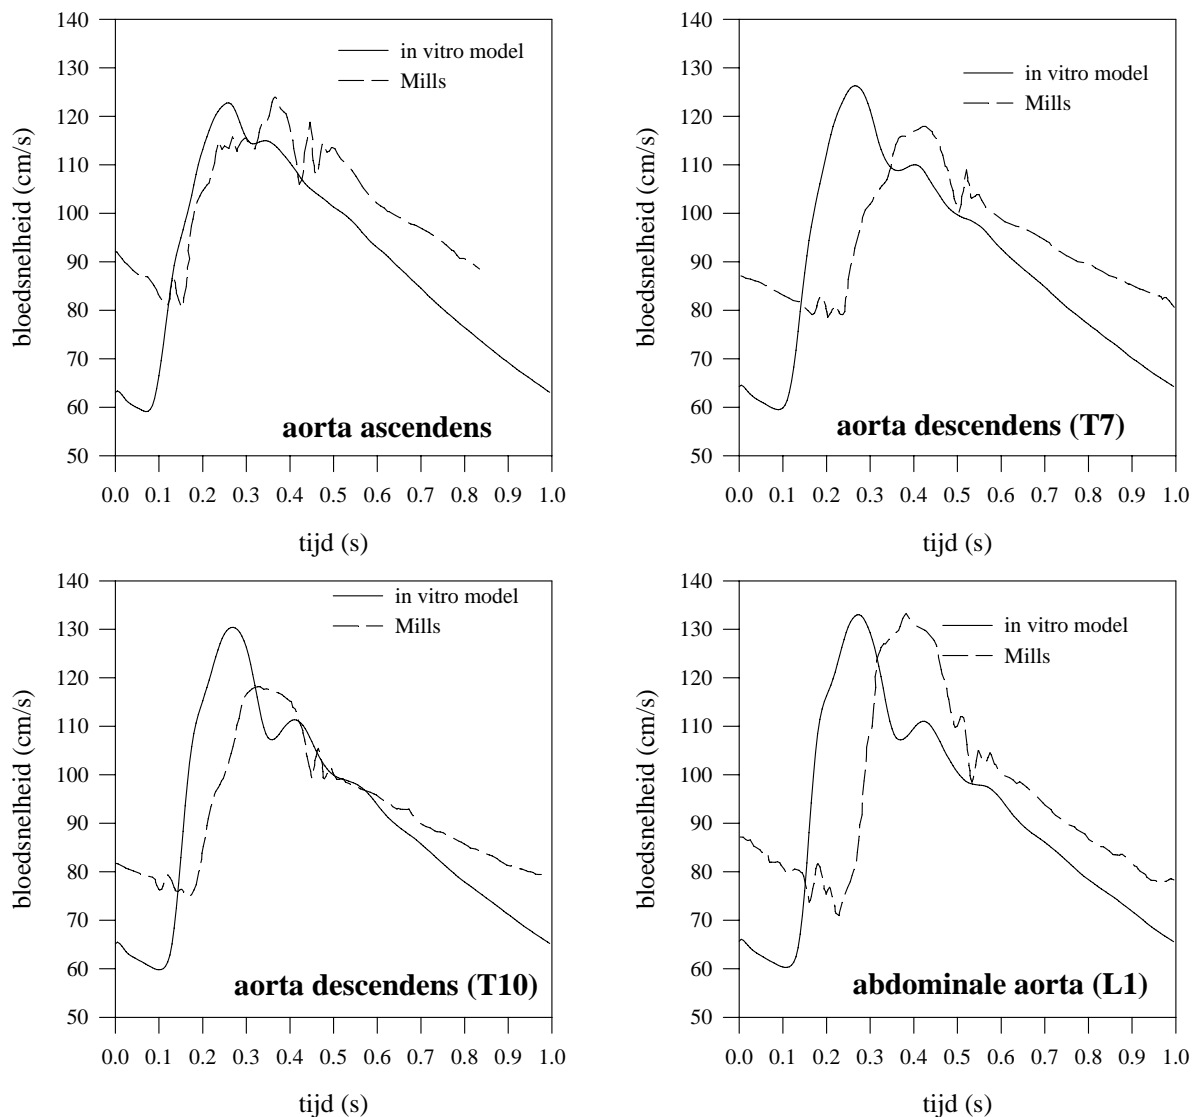 140
130
120
110
100
90
80
70
60
50
bloedsnelheid (cm/s)
in vitro model
Mills
aorta ascendens
0.0 0.1 0.2 0.3 0.4 0.5 0.6 0.7 0.8 0.9 1.0
tijd (s)
140
130
120
110
100
90
80
70
60
50
bloedsnelheid (cm/s)
in vitro model
Mills
aorta descendens (T7)
0.0 0.1 0.2 0.3 0.4 0.5 0.6 0.7 0.8 0.9 1.0
tijd (s)
140
130
120
110
100
90
80
70
60
50
bloedsnelheid (cm/s)
in vitro model
Mills
aorta descendens (T10)
0.0 0.1 0.2 0.3 0.4 0.5 0.6 0.7 0.8 0.9 1.0
tijd (s)
140
130
120
110
100
90
80
70
60
50
bloedsnelheid (cm/s)
in vitro model
Mills
abdominale aorta (L1)
0.0 0.1 0.2 0.3 0.4 0.5 0.6 0.7 0.8 0.9 1.0
tijd (s)